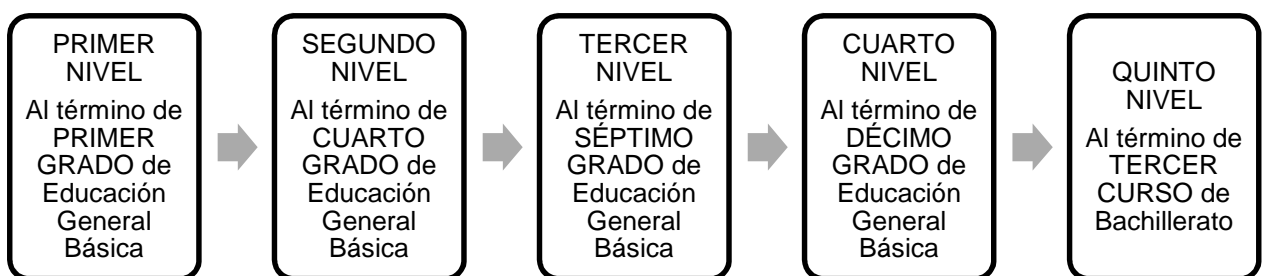 PRIMER
NIVEL
Al término de
PRIMER
GRADO de
Educación
General
Básica
SEGUNDO
NIVEL
Al término de
CUARTO
GRADO de
Educación
General
Básica
TERCER
NIVEL
Al término de
SÉPTIMO
GRADO de
Educación
General
Básica
CUARTO
NIVEL
Al término de
DÉCIMO
GRADO de
Educación
General
Básica
QUINTO
NIVEL
Al término de
TERCER
CURSO de
Bachillerato